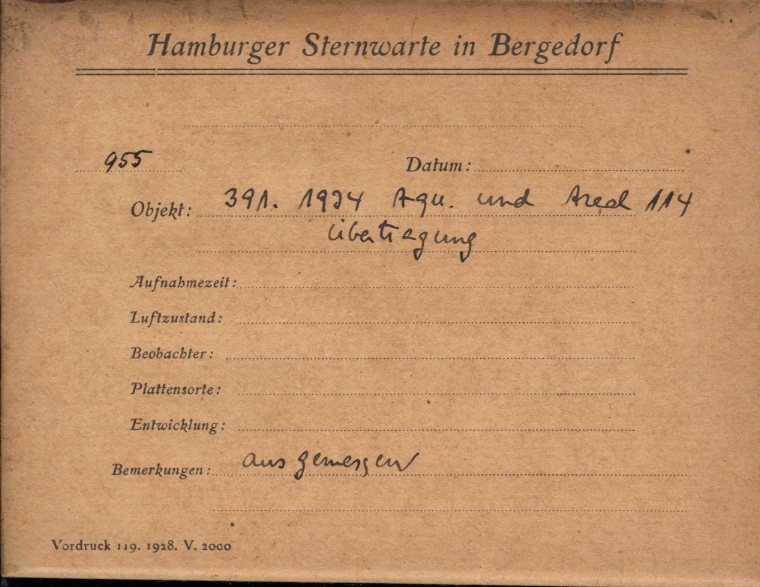 Hamburger Sternwarte in Bergedorf
955 Datum:
Objekt: 391. 1934 Aqu. und Area 114
Übertragung
Aufnahmezeit:
Luftzustand:
Beobachter:
Plattensorte:
Entwicklung:
Bemerkungen: ausgemessen
Vordruck 119. 1928. V. 2000